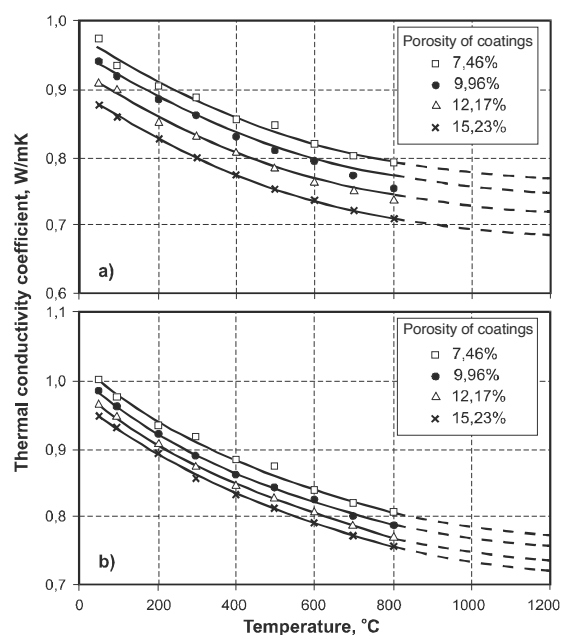 1,0
0,9
0,8
0,7
0,6
a)
Porosity of coatings
7,46%
9,96%
12,17%
15,23%
Thermal conductivity coefficient, W/mK
1,1
1,0
0,9
0,8
0,7
b)
Porosity of coatings
7,46%
9,96%
12,17%
15,23%
0 200 400 600 800 1000 1200
Temperature, °C